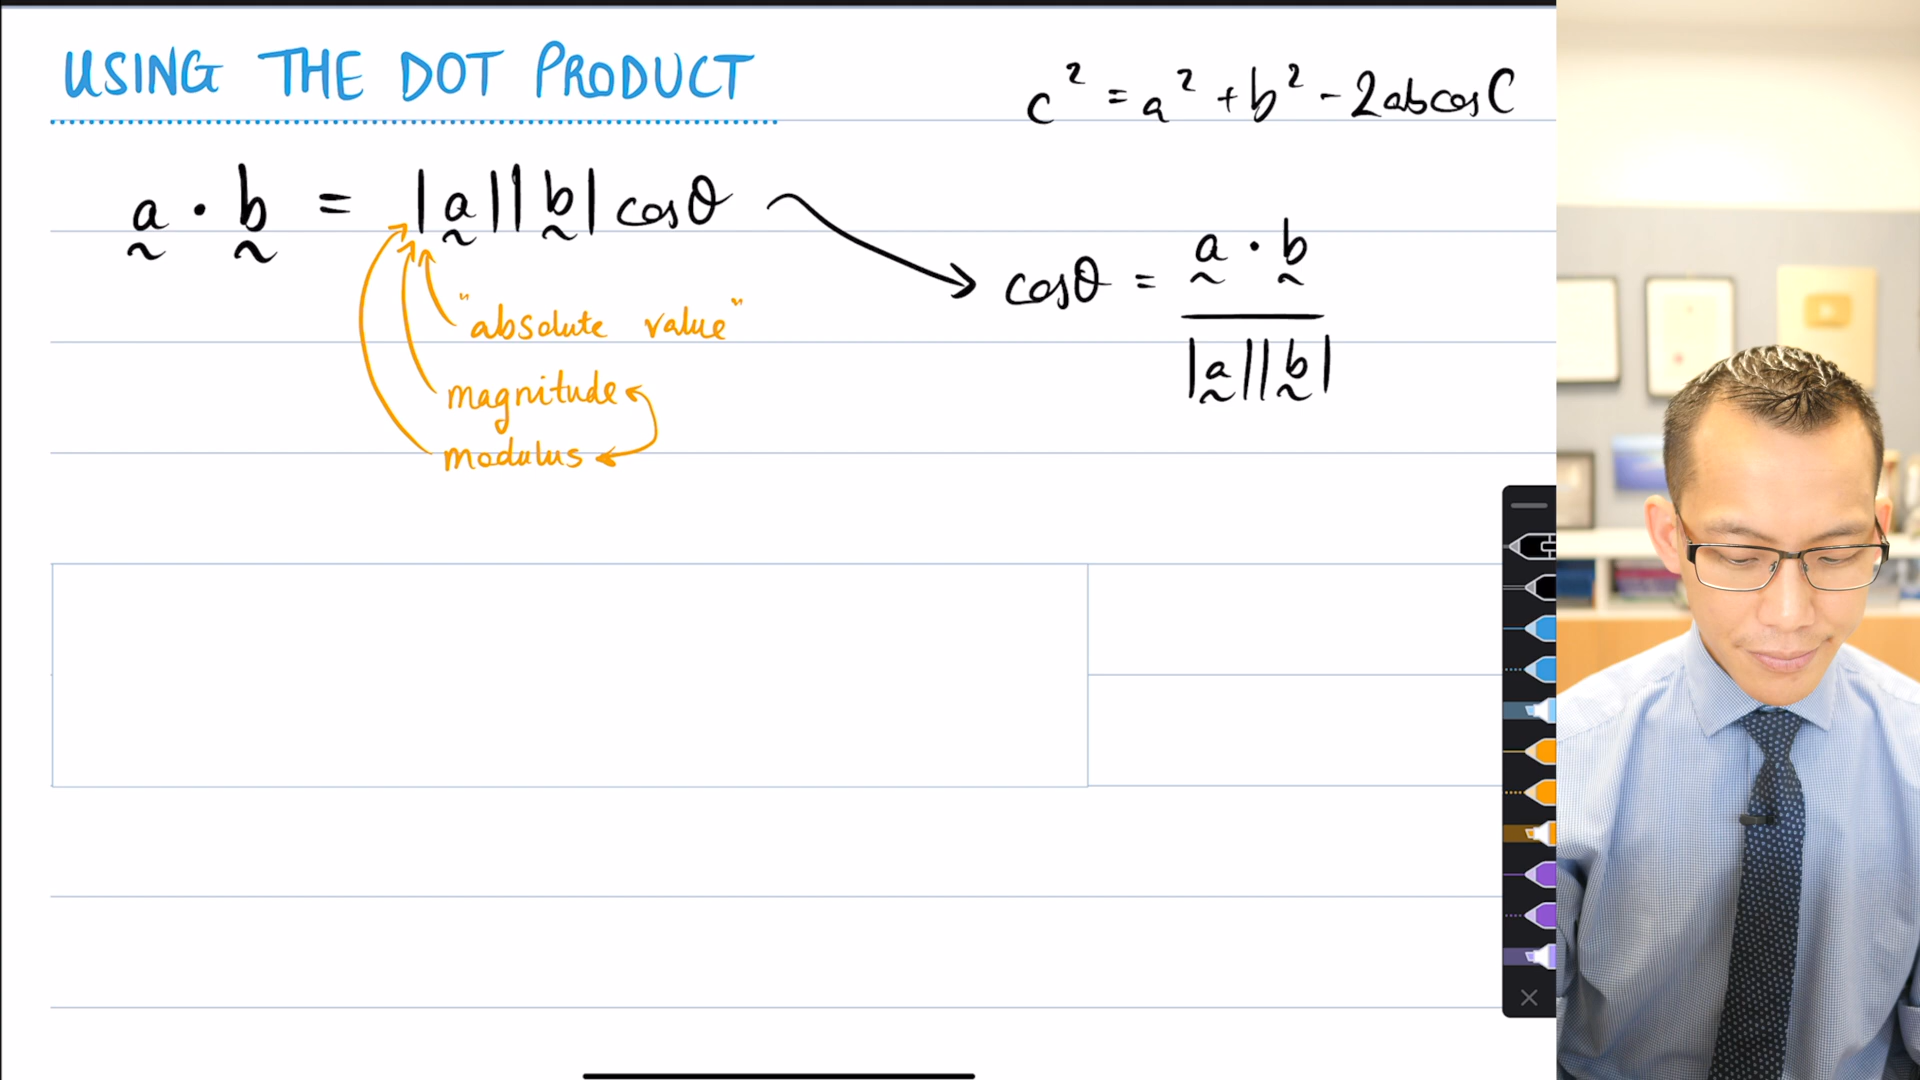 USING THE DOT PRODUCT
c² = a² + b² - 2abcosC
a · b = |a||b|cosθ
cosθ = a · b / |a||b|
"absolute value"
magnitude
modulus